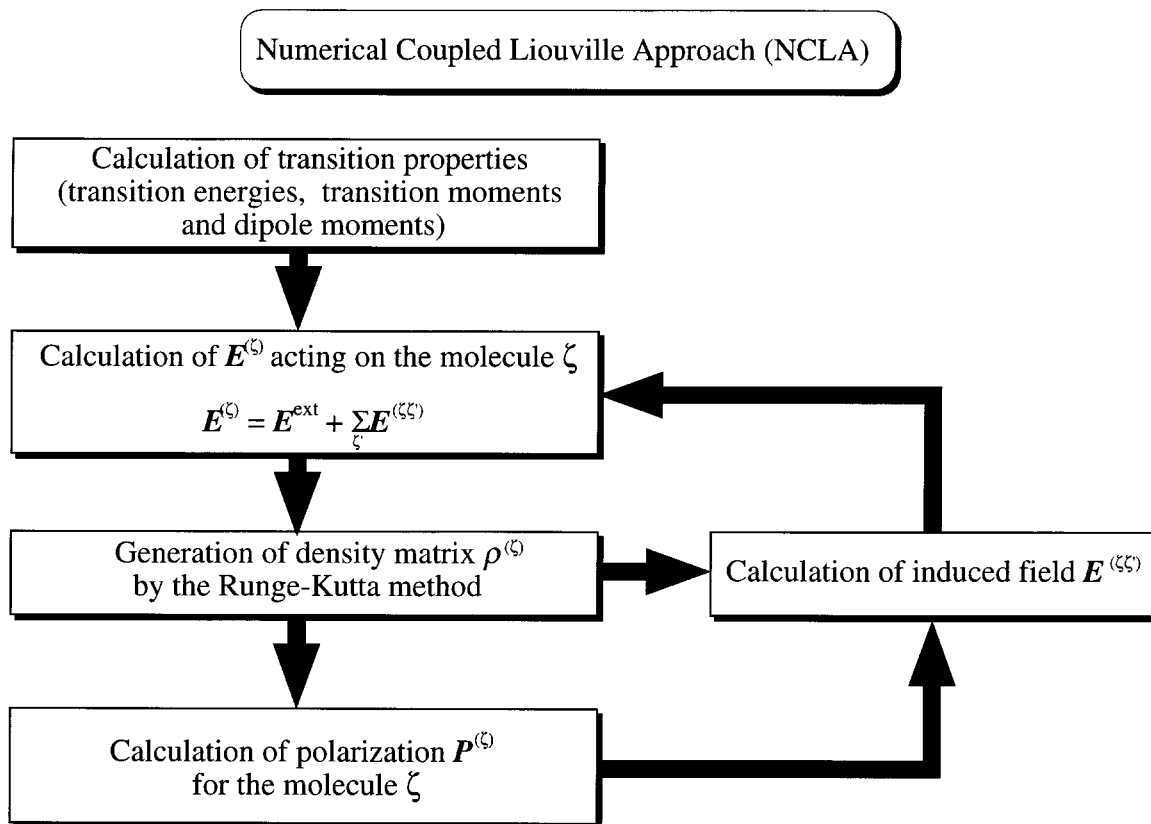 Numerical Coupled Liouville Approach (NCLA)
Calculation of transition properties
(transition energies, transition moments
and dipole moments)
Calculation of E^(ζ) acting on the molecule ζ
E^(ζ) = E^ext + Σ_ζ' E^(ζζ')
Generation of density matrix ρ^(ζ)
by the Runge-Kutta method
Calculation of induced field E^(ζζ')
Calculation of polarization P^(ζ)
for the molecule ζ